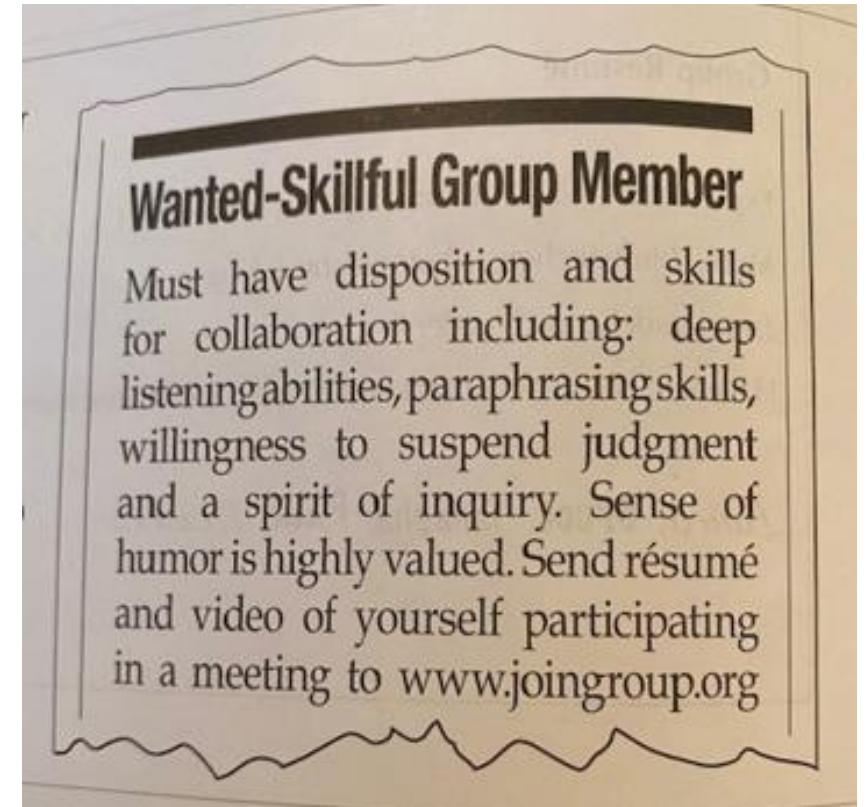 Wanted-Skillful Group Member
Must have disposition and skills
for collaboration including: deep
listening abilities, paraphrasing skills,
willingness to suspend judgment
and a spirit of inquiry. Sense of
humor is highly valued. Send résumé
and video of yourself participating
in a meeting to www.joingroup.org